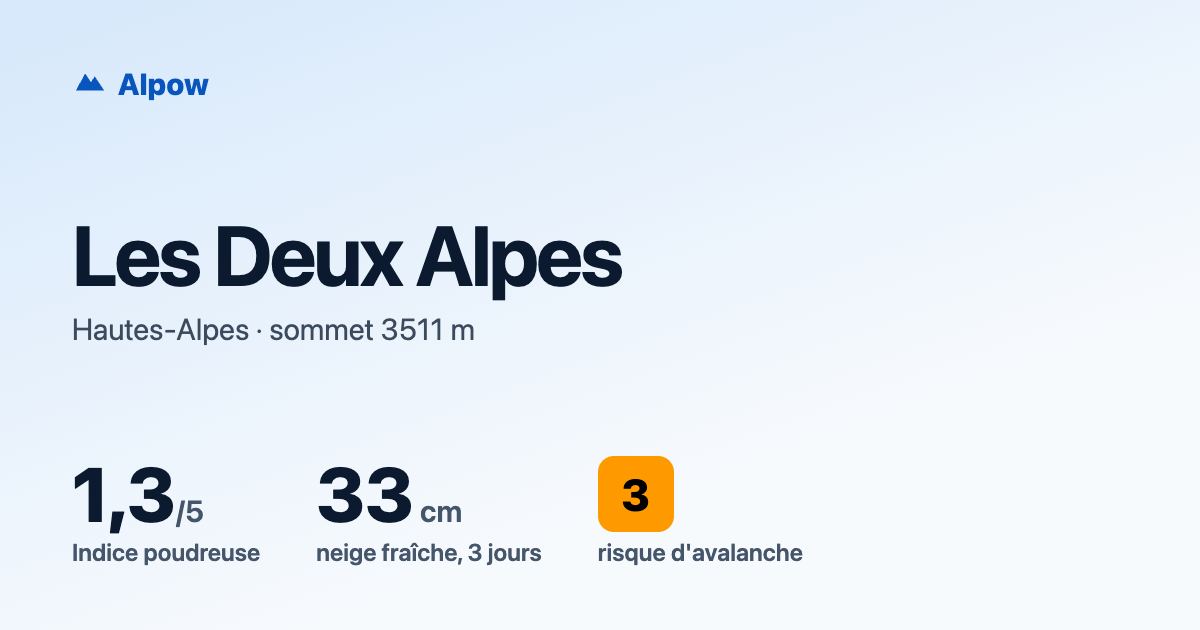 Alpow
Les Deux Alpes
Hautes-Alpes · sommet 3511 m
1,3/5
Indice poudreuse
33 cm
neige fraîche, 3 jours
3
risque d'avalanche